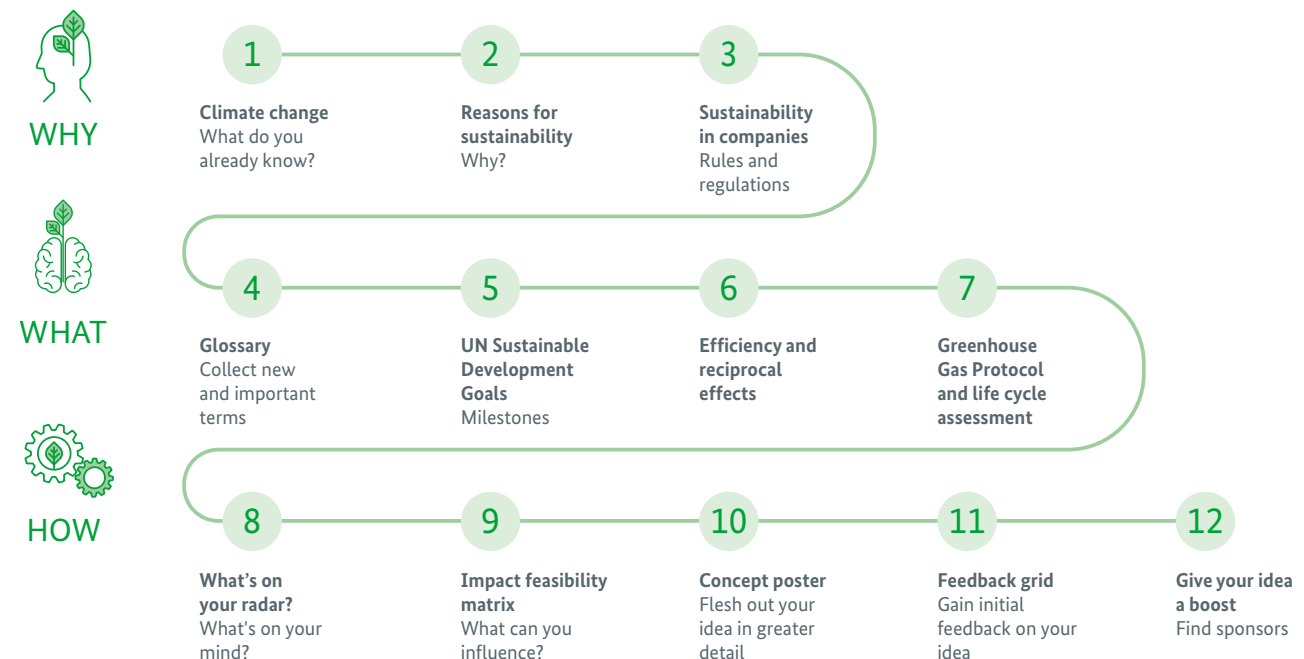 WHY
1
Climate change
What do you
already know?
2
Reasons for
sustainability
Why?
3
Sustainability
in companies
Rules and
regulations
WHAT
4
Glossary
Collect new
and important
terms
5
UN Sustainable
Development
Goals
Milestones
6
Efficiency and
reciprocal
effects
7
Greenhouse
Gas Protocol
and life cycle
assessment
HOW
8
What’s on
your radar?
What's on your
mind?
9
Impact feasibility
matrix
What can you
influence?
10
Concept poster
Flesh out your
idea in greater
detail
11
Feedback grid
Gain initial
feedback on your
idea
12
Give your idea
a boost
Find sponsors